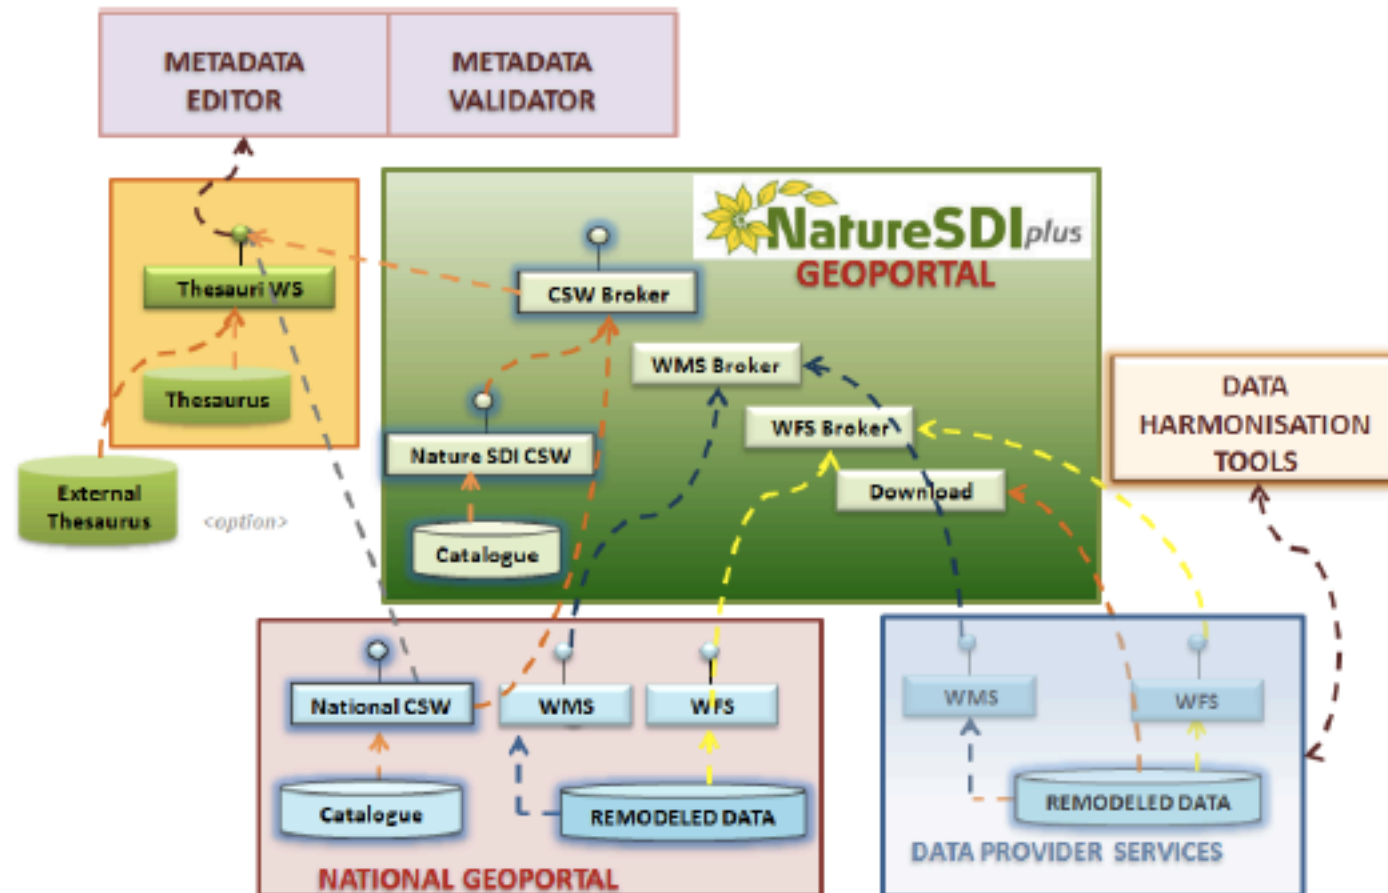 METADATA
EDITOR
METADATA
VALIDATOR
NatureSDI plus
GEOPORTAL
Thesauri WS
Thesaurus
External
Thesaurus
<option>
CSW Broker
WMS Broker
WFS Broker
Download
Nature SDI CSW
Catalogue
DATA
HARMONISATION
TOOLS
National CSW
WMS
WFS
Catalogue
REMODELED DATA
NATIONAL GEOPORTAL
WMS
WFS
REMODELED DATA
DATA PROVIDER SERVICES